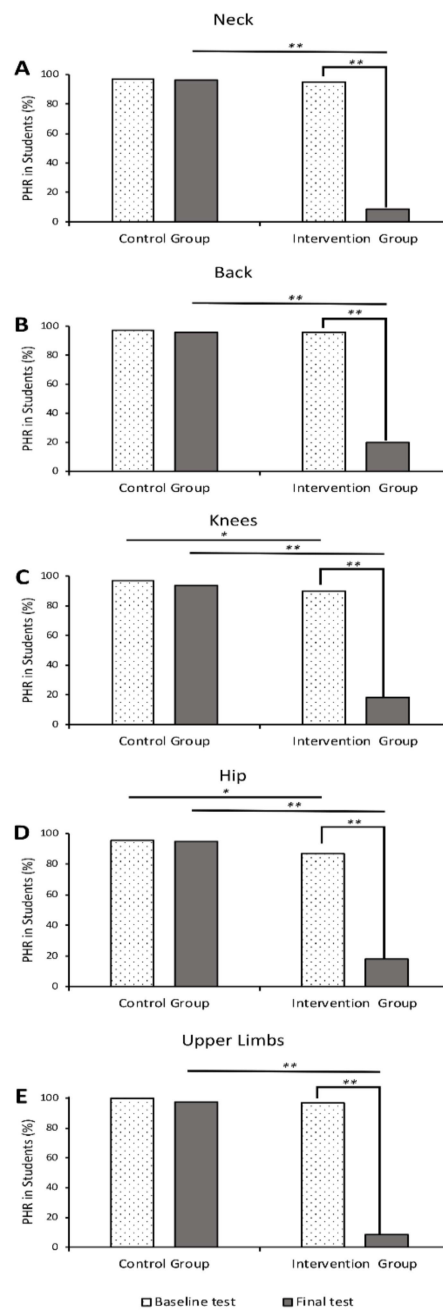 Neck
**
A
**
100
80
60
40
20
0
PHR in Students (%)
Control Group Intervention Group
Back
**
B
**
100
80
60
40
20
0
PHR in Students (%)
Control Group Intervention Group
Knees
*
**
C
**
100
80
60
40
20
0
PHR in Students (%)
Control Group Intervention Group
Hip
*
**
D
**
100
80
60
40
20
0
PHR in Students (%)
Control Group Intervention Group
Upper Limbs
**
E
**
100
80
60
40
20
0
PHR in Students (%)
Control Group Intervention Group
Baseline test Final test